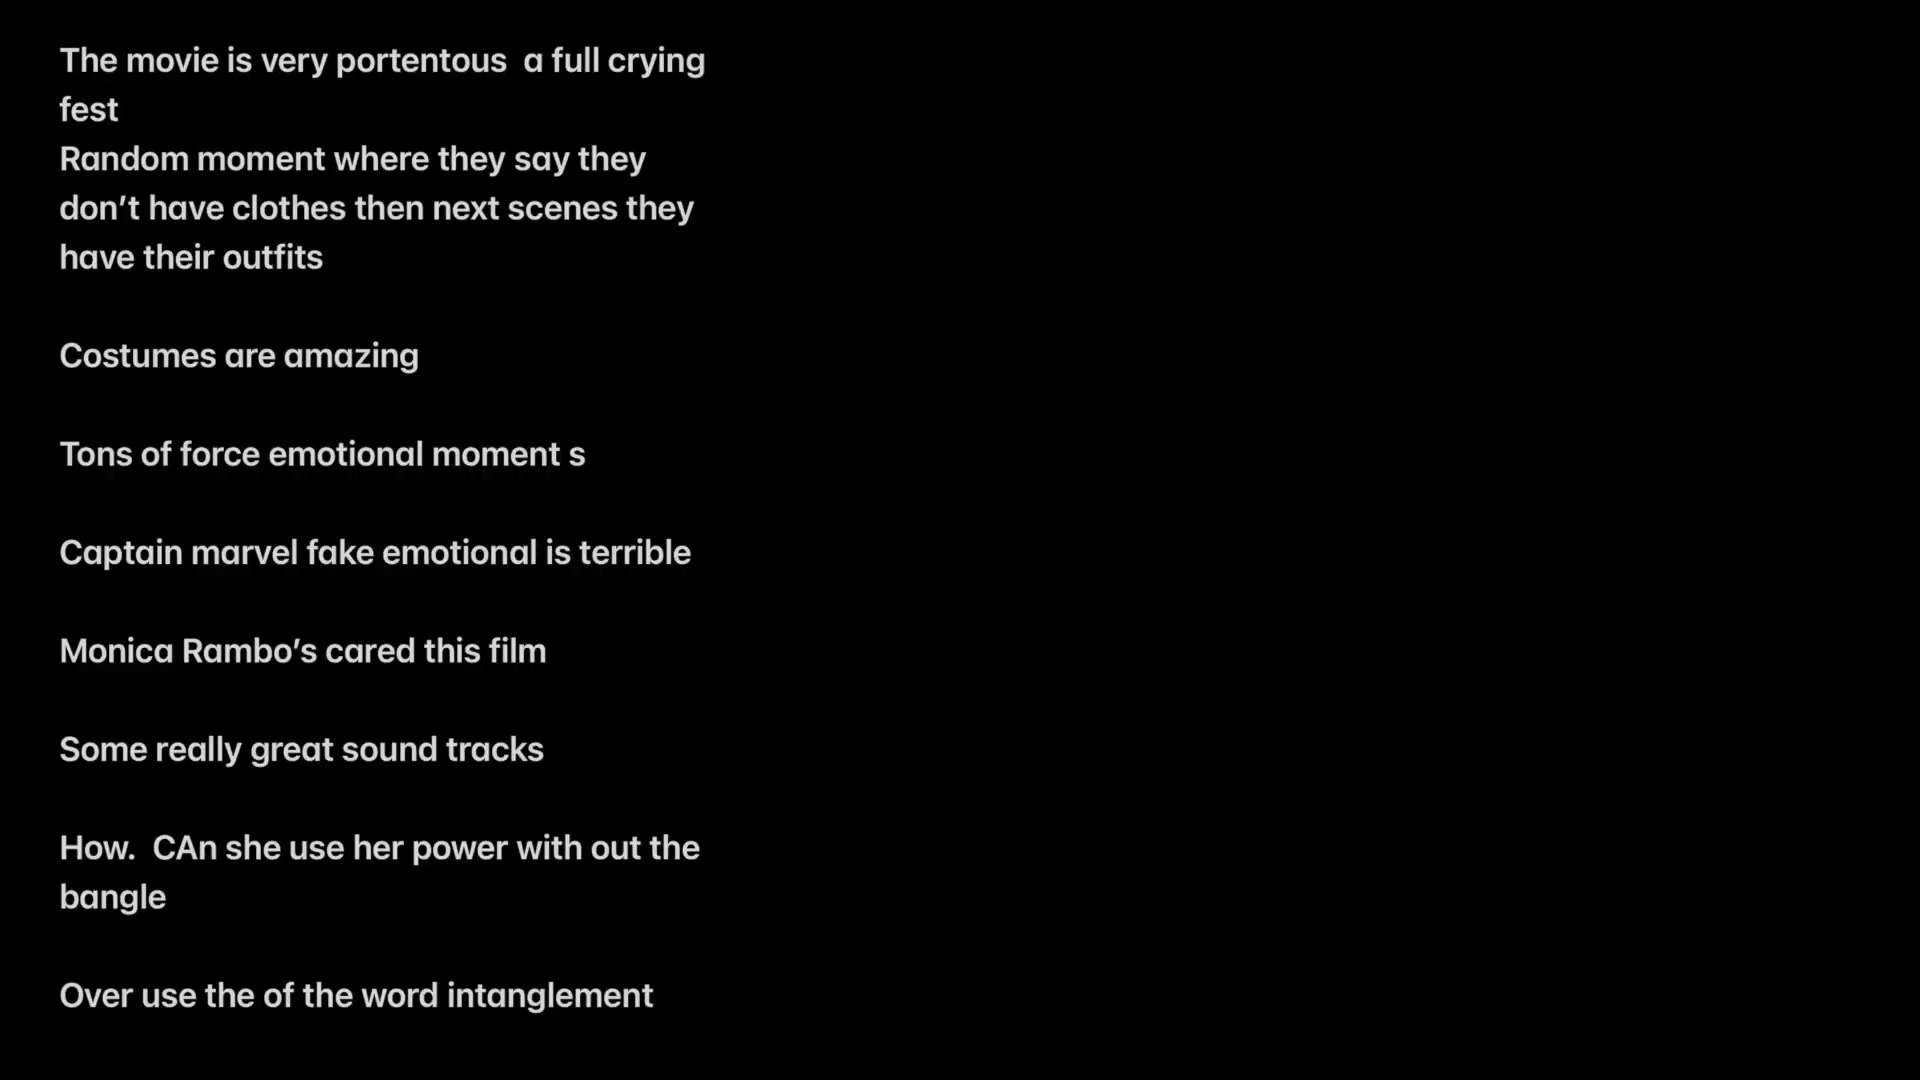 The movie is very portentous  a full crying
fest
Random moment where they say they
don’t have clothes then next scenes they
have their outfits
Costumes are amazing
Tons of force emotional moment s
Captain marvel fake emotional is terrible
Monica Rambo’s cared this film
Some really great sound tracks
How.  CAn she use her power with out the
bangle
Over use the of the word intanglement